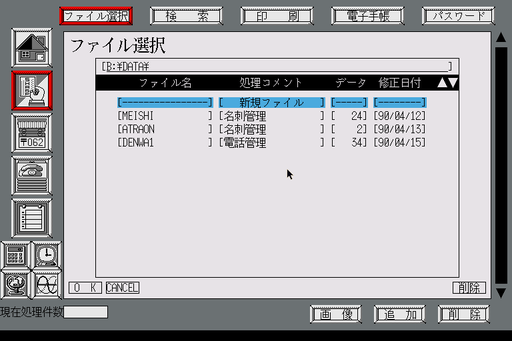 ファイル選択 検 索 印 刷 電子手帳 パスワード
ファイル選択
[B:¥DATA¥ ]
ファイル名 処理コメント データ 修正日付 ▲▼
[----------------] [ 新規ファイル ] [-----] [--------]
[MEISHI ] [名刺管理 ] [ 24] [90/04/12]
[ATRAON ] [名刺管理 ] [ 2] [90/04/13]
[DENWA1 ] [電話管理 ] [ 34] [90/04/15]
〒062
O K CANCEL 削除
現在処理件数
画 像 追 加 削 除